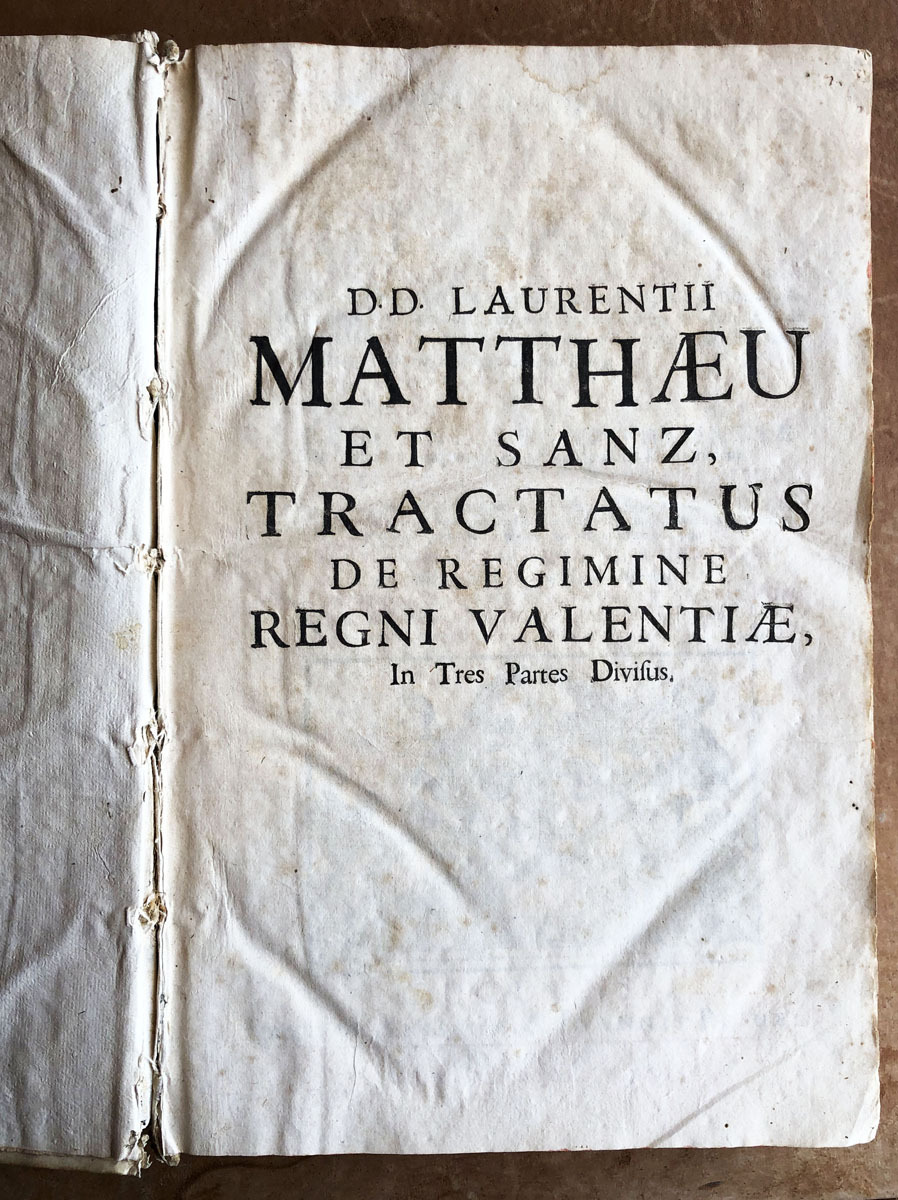 D.D. LAURENTII
MATTHÆU
ET SANZ,
TRACTATUS
DE REGIMINE
REGNI VALENTIÆ,
In Tres Partes Diviſus.